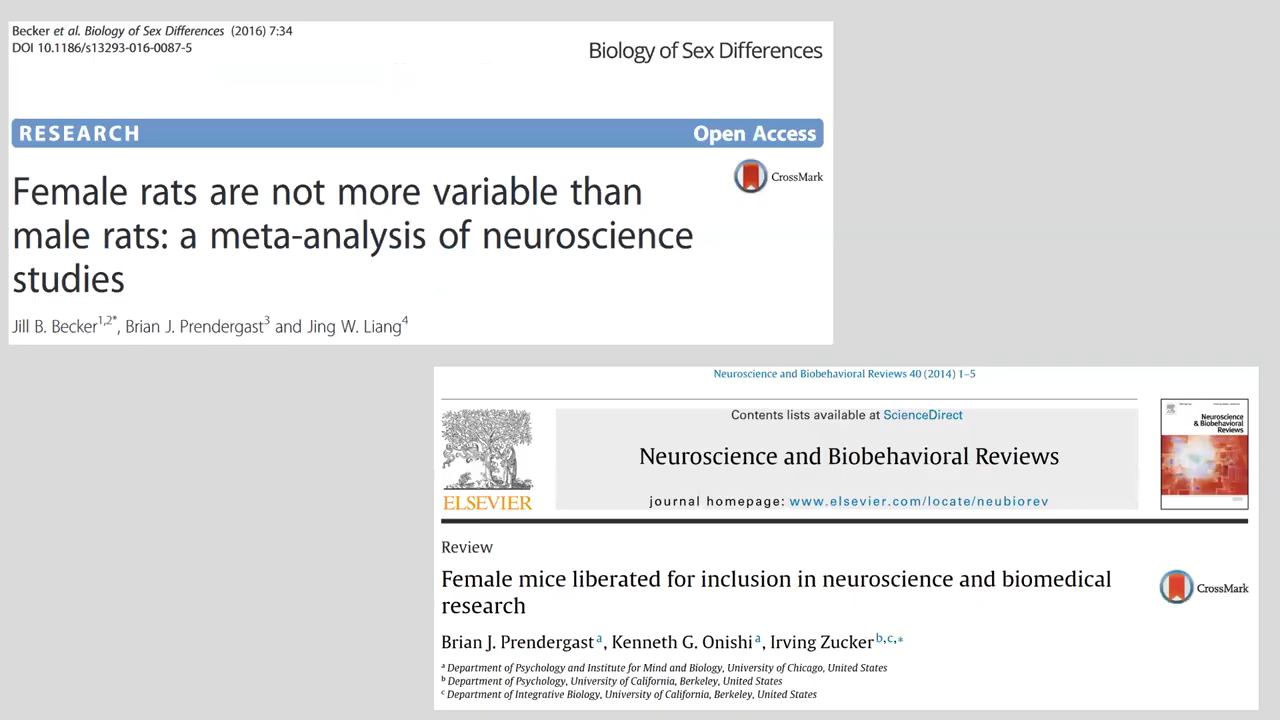 Becker et al. Biology of Sex Differences (2016) 7:34
DOI 10.1186/s13293-016-0087-5
Biology of Sex Differences
RESEARCH
Open Access
CrossMark
Female rats are not more variable than
male rats: a meta-analysis of neuroscience
studies
Jill B. Becker1,2*, Brian J. Prendergast3 and Jing W. Liang4
Neuroscience and Biobehavioral Reviews 40 (2014) 1–5
Contents lists available at ScienceDirect
Neuroscience and Biobehavioral Reviews
journal homepage: www.elsevier.com/locate/neubiorev
ELSEVIER
Neuroscience
& Biobehavioral
Reviews
Review
Female mice liberated for inclusion in neuroscience and biomedical
research
CrossMark
Brian J. Prendergast a, Kenneth G. Onishi a, Irving Zucker b,c,*
a Department of Psychology and Institute for Mind and Biology, University of Chicago, United States
b Department of Psychology, University of California, Berkeley, United States
c Department of Integrative Biology, University of California, Berkeley, United States